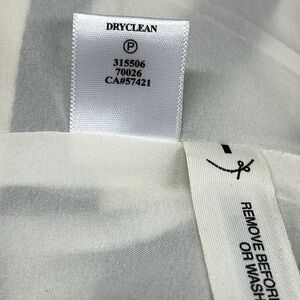 DRYCLEAN
P
315506
70026
CA#57421
REMOVE BEFORE
OR WASH